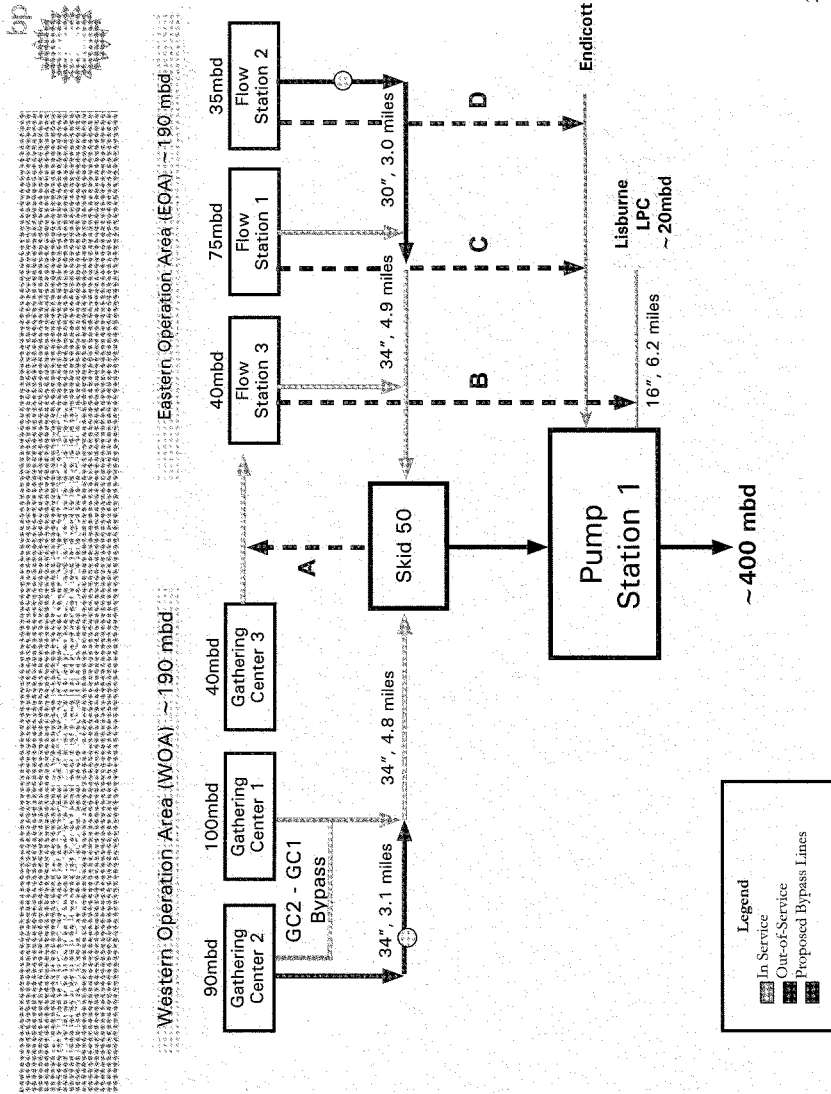 bp
Western Operation Area (WOA) ~ 190 mbd
Eastern Operation Area (EOA) ~ 190 mbd
90mbd
Gathering
Center 2
100mbd
Gathering
Center 1
40mbd
Gathering
Center 3
40mbd
Flow
Station 3
75mbd
Flow
Station 1
35mbd
Flow
Station 2
GC2 - GC1
Bypass
34", 3.1 miles
34", 4.8 miles
A
Skid 50
34", 4.9 miles
30", 3.0 miles
B
C
D
Endicott
Lisburne
LPC
~ 20mbd
16", 6.2 miles
Pump
Station 1
~400 mbd
Legend
In Service
Out-of-Service
Proposed Bypass Lines